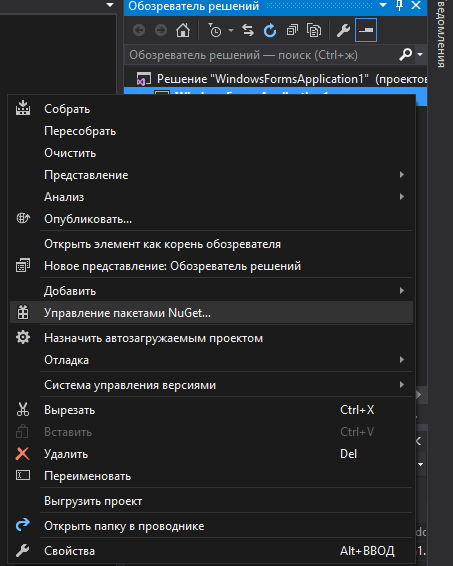 Обозреватель решений
Обозреватель решений — поиск (Ctrl+ж)
Решение "WindowsFormsApplication1" (проектов
Собрать
Пересобрать
Очистить
Представление
Анализ
Опубликовать...
Открыть элемент как корень обозревателя
Новое представление: Обозреватель решений
Добавить
Управление пакетами NuGet...
Назначить автозагружаемым проектом
Отладка
Система управления версиями
Вырезать Ctrl+X
Вставить Ctrl+V
Удалить Del
Переименовать
Выгрузить проект
Открыть папку в проводнике
Свойства Alt+ВВОД
ведомления